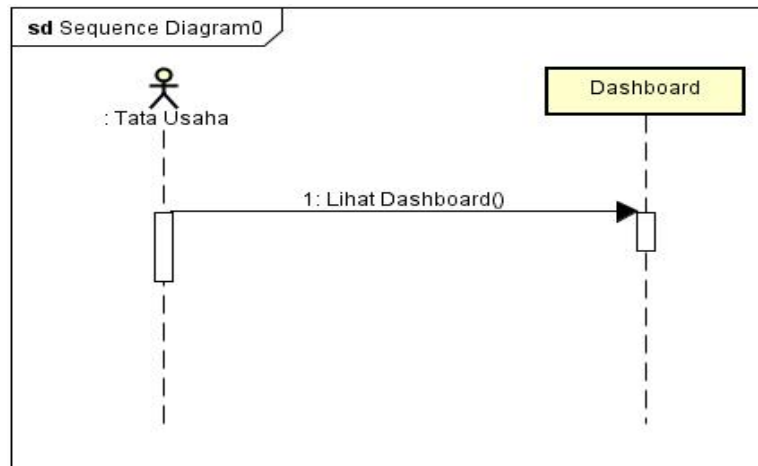 sd Sequence Diagram0
: Tata Usaha
Dashboard
1: Lihat Dashboard()